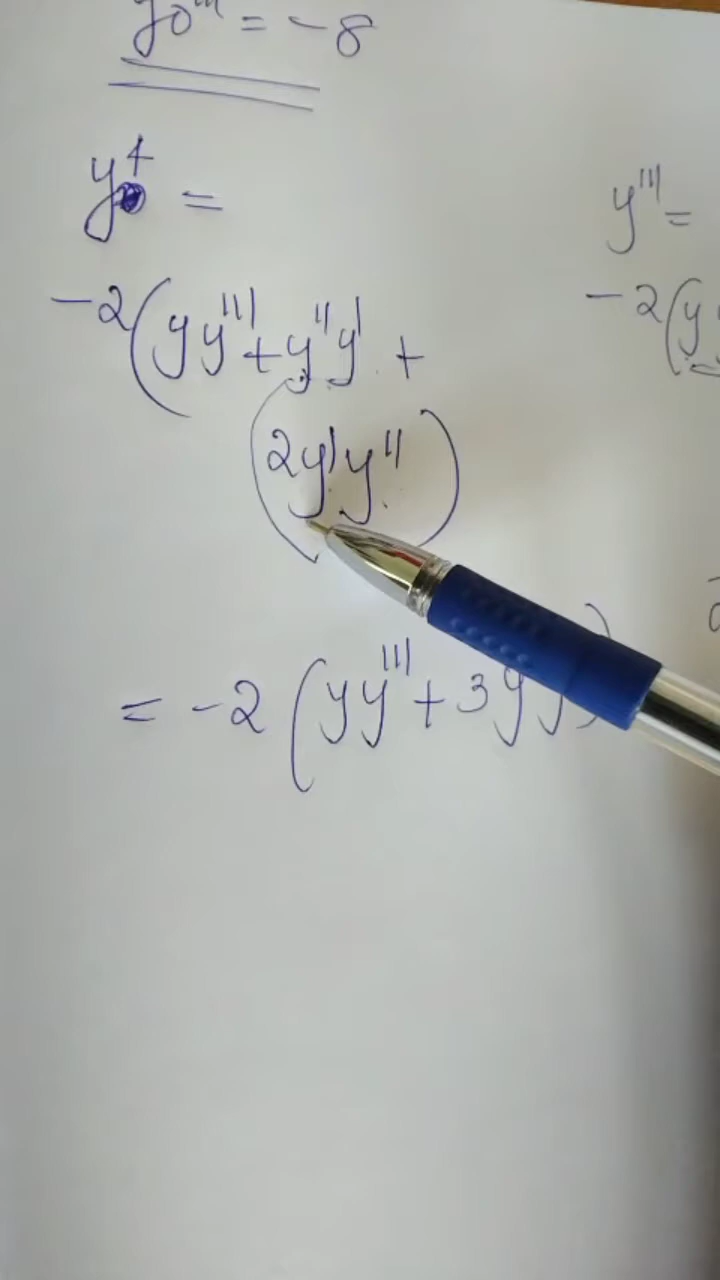 y0''' = -8
y⁴ =
y''' =
-2(yy''' + y''y' +
-2(y
(2y'y'')
= -2(yy''' + 3y